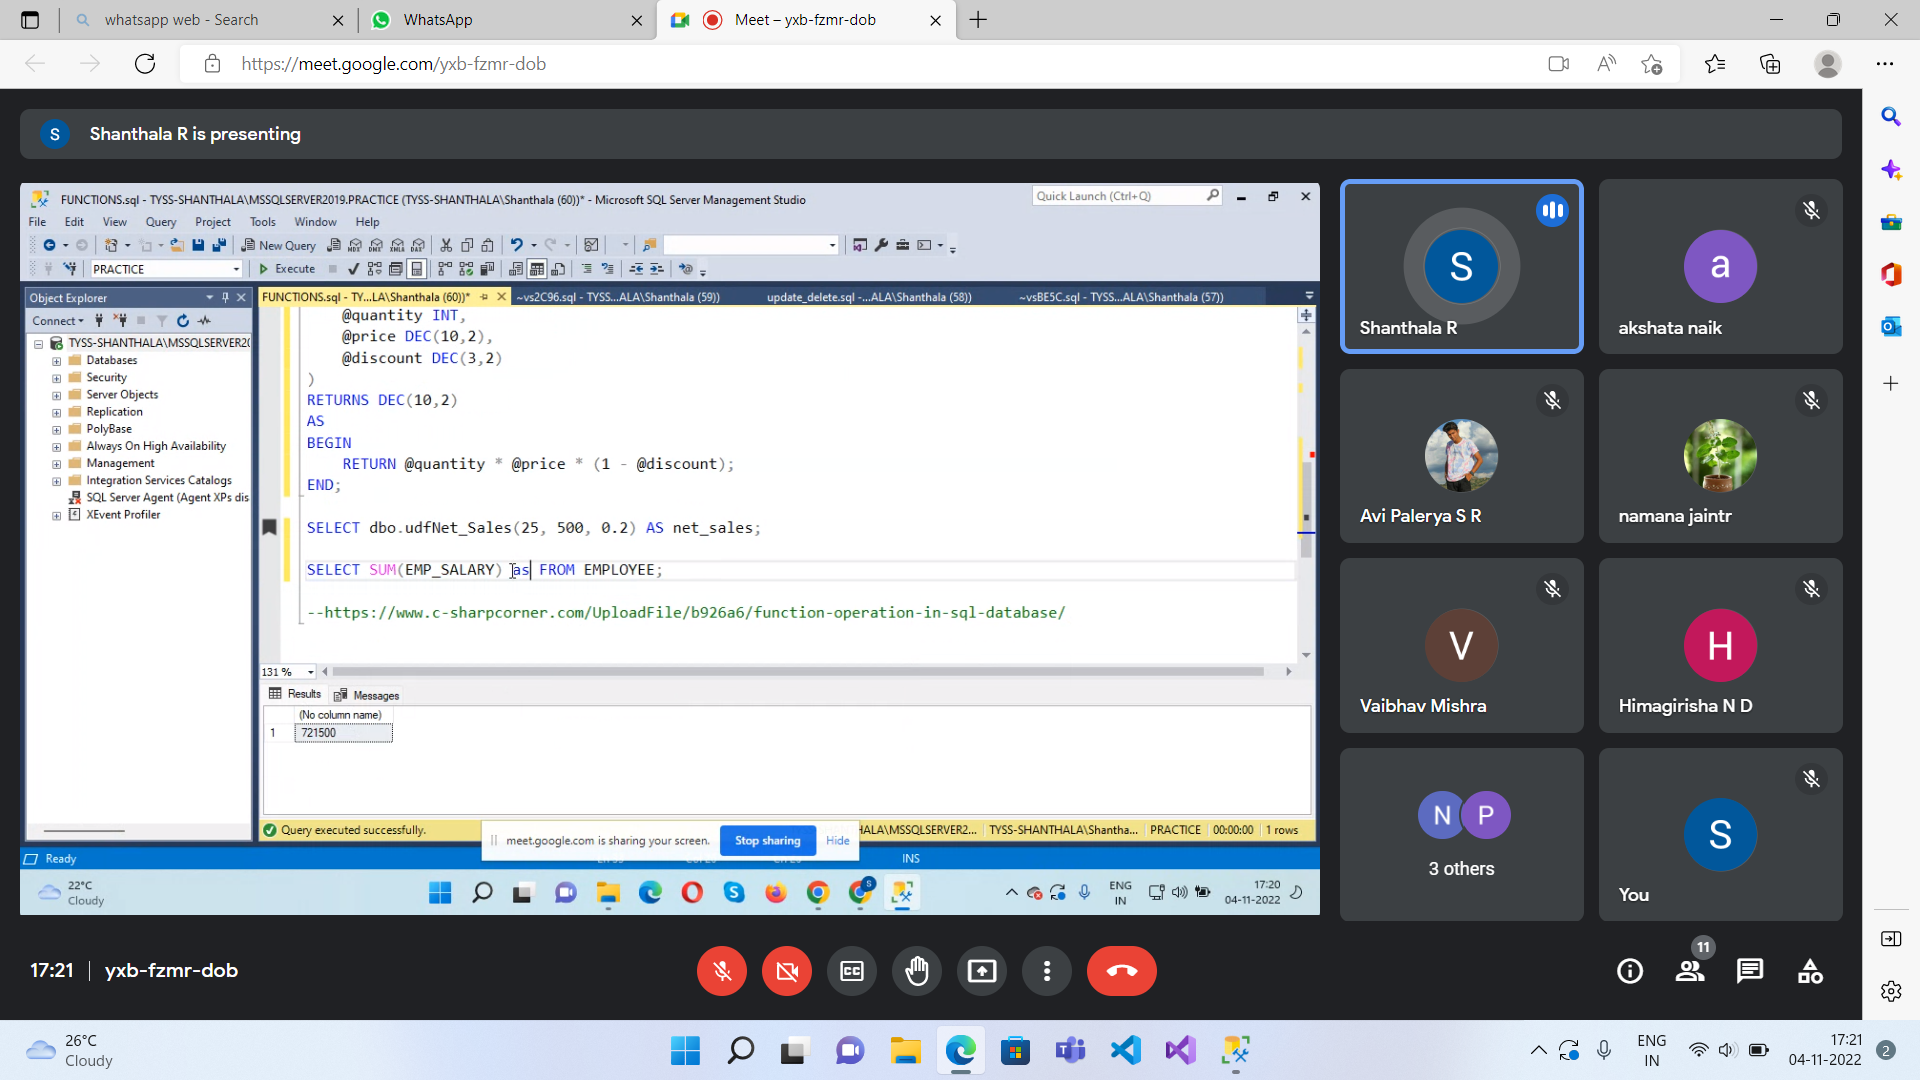 whatsapp web - Search
WhatsApp
Meet – yxb-fzmr-dob
https://meet.google.com/yxb-fzmr-dob
S
Shanthala R is presenting
FUNCTIONS.sql - TYSS-SHANTHALA\MSSQLSERVER2019.PRACTICE (TYSS-SHANTHALA\Shanthala (60))* - Microsoft SQL Server Management Studio
Quick Launch (Ctrl+Q)
File Edit View Query Project Tools Window Help
New Query
PRACTICE
Execute
Object Explorer
FUNCTIONS.sql - TY...LA\Shanthala (60))*
~vs2C96.sql - TYSS...ALA\Shanthala (59))
update_delete.sql -...ALA\Shanthala (58))
~vsBE5C.sql - TYSS...ALA\Shanthala (57))
Connect
TYSS-SHANTHALA\MSSQLSERVER20
Databases
Security
Server Objects
Replication
PolyBase
Always On High Availability
Management
Integration Services Catalogs
SQL Server Agent (Agent XPs dis
XEvent Profiler
@quantity INT,
@price DEC(10,2),
@discount DEC(3,2)
)
RETURNS DEC(10,2)
AS
BEGIN
RETURN @quantity * @price * (1 - @discount);
END;
SELECT dbo.udfNet_Sales(25, 500, 0.2) AS net_sales;
SELECT SUM(EMP_SALARY) as FROM EMPLOYEE;
--https://www.c-sharpcorner.com/UploadFile/b926a6/function-operation-in-sql-database/
131 %
Results Messages
(No column name)
1 721500
Query executed successfully.
HALA\MSSQLSERVER2... TYSS-SHANTHALA\Shantha... PRACTICE 00:00:00 1 rows
meet.google.com is sharing your screen. Stop sharing Hide
Ready
INS
22°C
Cloudy
ENG
IN
17:20
04-11-2022
S
Shanthala R
a
akshata naik
Avi Palerya S R
namana jaintr
V
Vaibhav Mishra
H
Himagirisha N D
N P
3 others
S
You
17:21 yxb-fzmr-dob
11
26°C
Cloudy
ENG
IN
17:21
04-11-2022
2